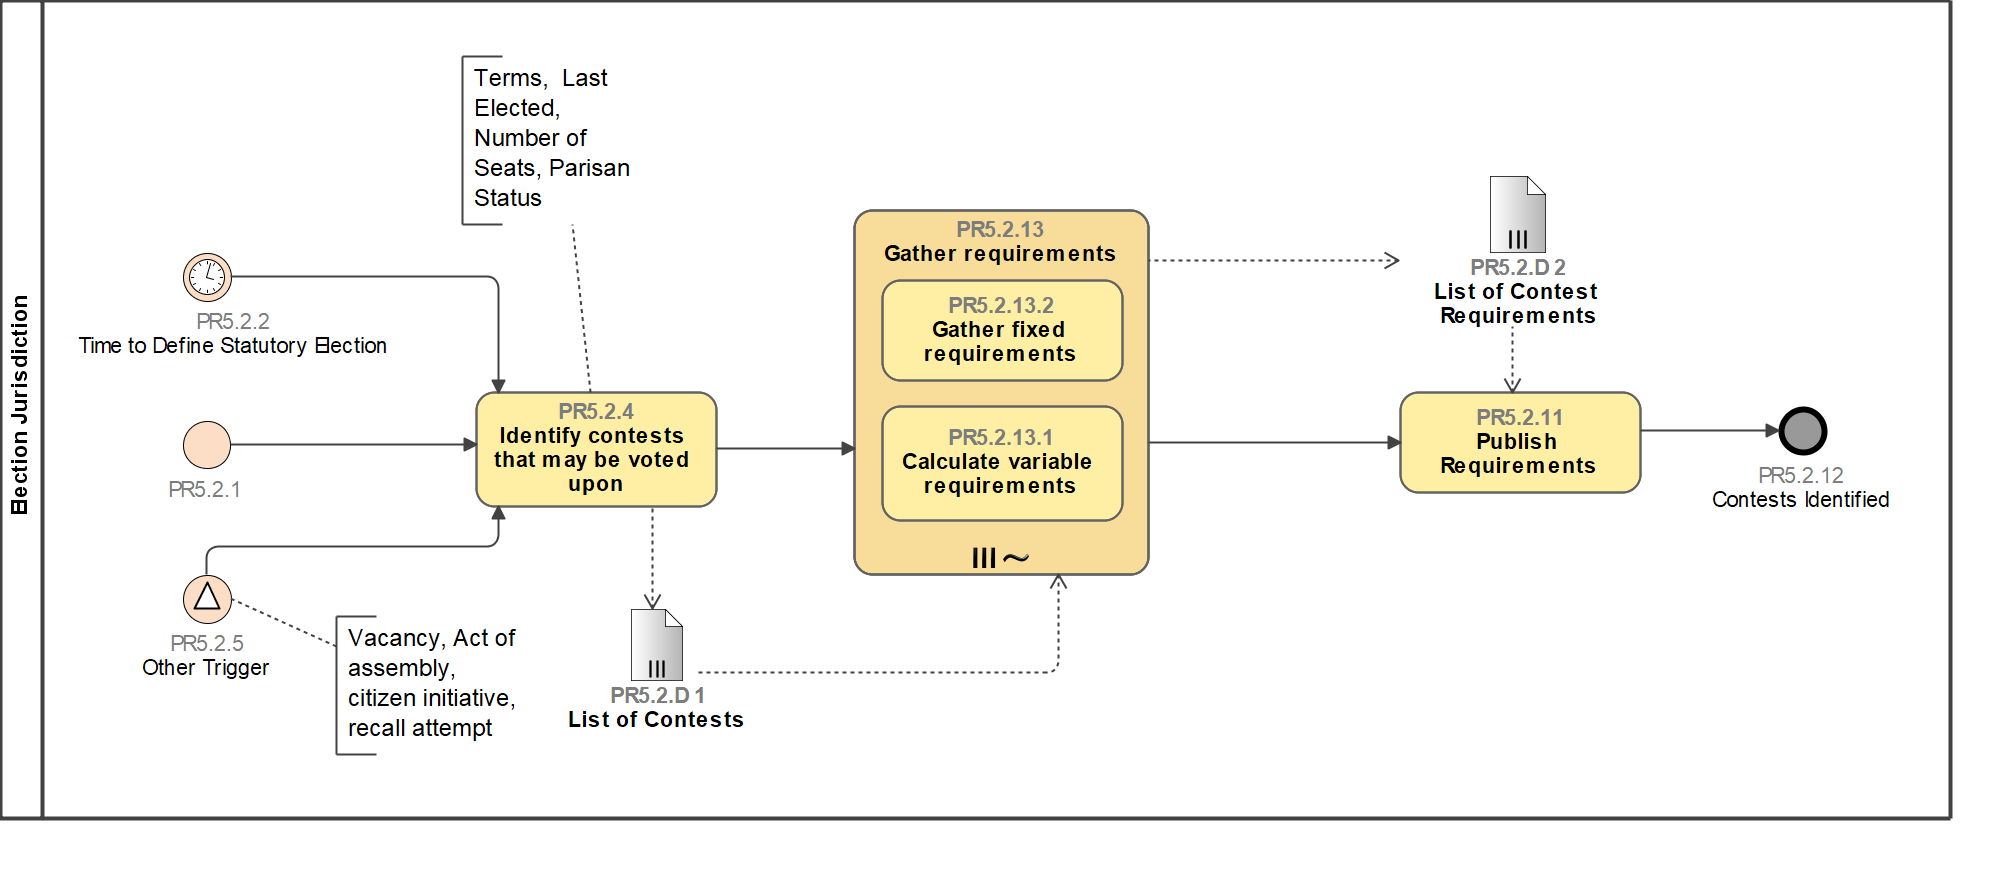 Election Jurisdiction
Terms,  Last
Elected,
Number of
Seats, Parisan
Status
PR5.2.2
Time to Define Statutory Election
PR5.2.1
PR5.2.5
Other Trigger
Vacancy, Act of
assembly,
citizen initiative,
recall attempt
PR5.2.4
Identify contests
that may be voted
upon
PR5.2.D 1
List of Contests
PR5.2.13
Gather requirements
PR5.2.13.2
Gather fixed
requirements
PR5.2.13.1
Calculate variable
requirements
PR5.2.D 2
List of Contest
Requirements
PR5.2.11
Publish
Requirements
PR5.2.12
Contests Identified